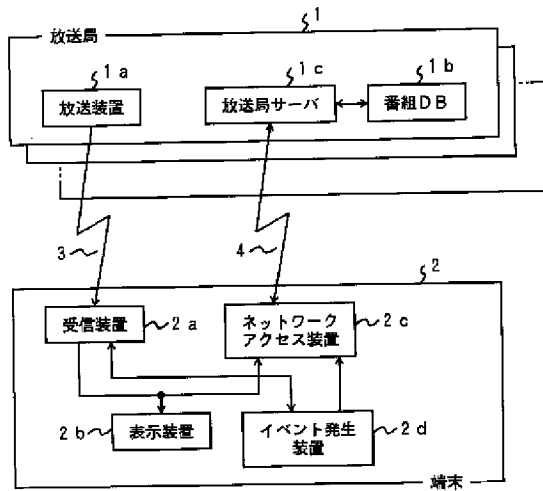 放送局
1
1a
1c
1b
放送装置
放送局サーバ
番組DB
3
4
2
受信装置
2a
ネットワーク
アクセス装置
2c
2b
表示装置
イベント発生
装置
2d
端末